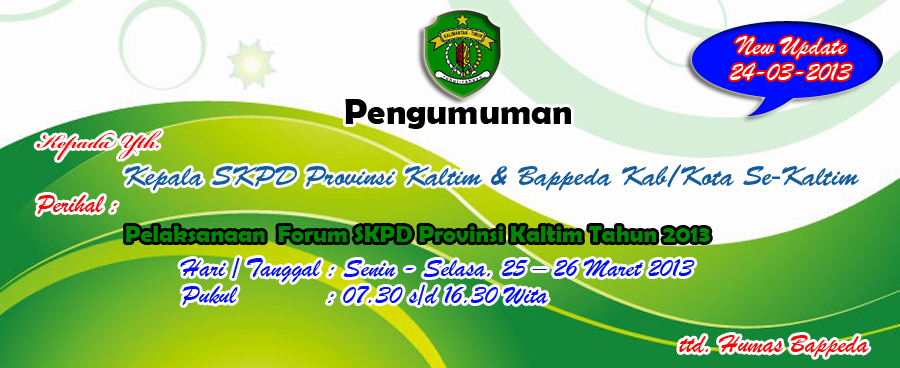 KALIMANTAN - TIMUR
New Update
24-03-2013
Pengumuman
Kepada Yth.
Kepala SKPD Provinsi Kaltim & Bappeda Kab/Kota Se-Kaltim
Perihal :
Pelaksanaan Forum SKPD Provinsi Kaltim Tahun 2013
Hari / Tanggal : Senin - Selasa, 25 – 26 Maret 2013
Pukul : 07.30 s/d 16.30 Wita
ttd. Humas Bappeda